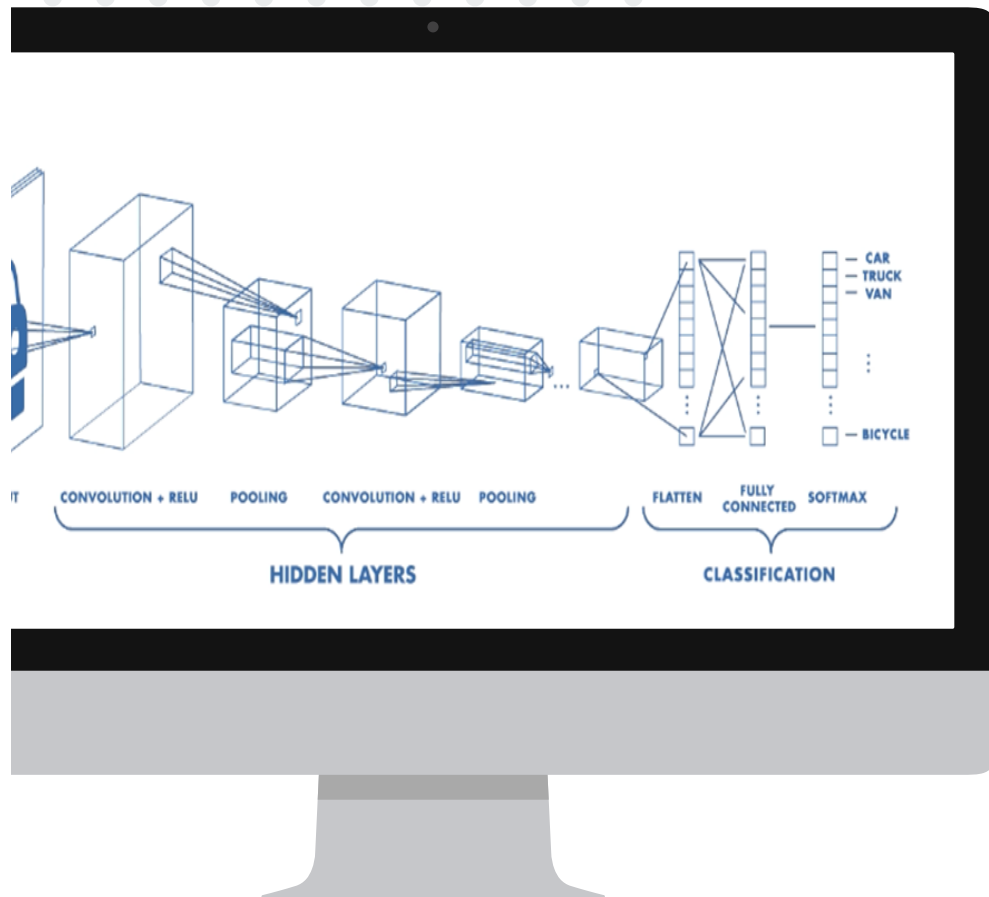 CAR
TRUCK
VAN
BICYCLE
CONVOLUTION + RELU
POOLING
CONVOLUTION + RELU
POOLING
FLATTEN
FULLY
CONNECTED
SOFTMAX
HIDDEN LAYERS
CLASSIFICATION